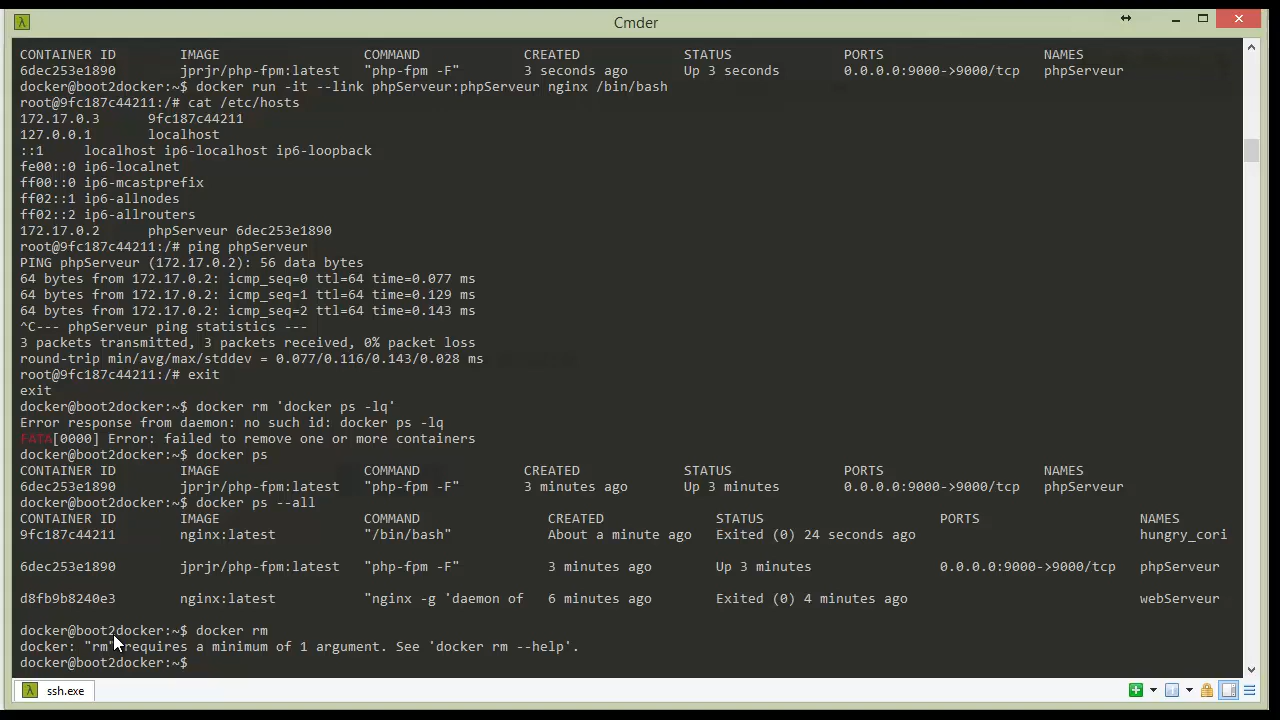 Cmder
CONTAINER ID IMAGE COMMAND CREATED STATUS PORTS NAMES
6dec253e1890 jprjr/php-fpm:latest "php-fpm -F" 3 seconds ago Up 3 seconds 0.0.0.0:9000->9000/tcp phpServeur
docker@boot2docker:~$ docker run -it --link phpServeur:phpServeur nginx /bin/bash
root@9fc187c44211:/# cat /etc/hosts
172.17.0.3 9fc187c44211
127.0.0.1 localhost
::1 localhost ip6-localhost ip6-loopback
fe00::0 ip6-localnet
ff00::0 ip6-mcastprefix
ff02::1 ip6-allnodes
ff02::2 ip6-allrouters
172.17.0.2 phpServeur 6dec253e1890
root@9fc187c44211:/# ping phpServeur
PING phpServeur (172.17.0.2): 56 data bytes
64 bytes from 172.17.0.2: icmp_seq=0 ttl=64 time=0.077 ms
64 bytes from 172.17.0.2: icmp_seq=1 ttl=64 time=0.129 ms
64 bytes from 172.17.0.2: icmp_seq=2 ttl=64 time=0.143 ms
^C--- phpServeur ping statistics ---
3 packets transmitted, 3 packets received, 0% packet loss
round-trip min/avg/max/stddev = 0.077/0.116/0.143/0.028 ms
root@9fc187c44211:/# exit
exit
docker@boot2docker:~$ docker rm 'docker ps -lq'
Error response from daemon: no such id: docker ps -lq
FATA[0000] Error: failed to remove one or more containers
docker@boot2docker:~$ docker ps
CONTAINER ID IMAGE COMMAND CREATED STATUS PORTS NAMES
6dec253e1890 jprjr/php-fpm:latest "php-fpm -F" 3 minutes ago Up 3 minutes 0.0.0.0:9000->9000/tcp phpServeur
docker@boot2docker:~$ docker ps --all
CONTAINER ID IMAGE COMMAND CREATED STATUS PORTS NAMES
9fc187c44211 nginx:latest "/bin/bash" About a minute ago Exited (0) 24 seconds ago hungry_cori
6dec253e1890 jprjr/php-fpm:latest "php-fpm -F" 3 minutes ago Up 3 minutes 0.0.0.0:9000->9000/tcp phpServeur
d8fb9b8240e3 nginx:latest "nginx -g 'daemon of 6 minutes ago Exited (0) 4 minutes ago webServeur
docker@boot2docker:~$ docker rm
docker: "rm" requires a minimum of 1 argument. See 'docker rm --help'.
docker@boot2docker:~$
ssh.exe